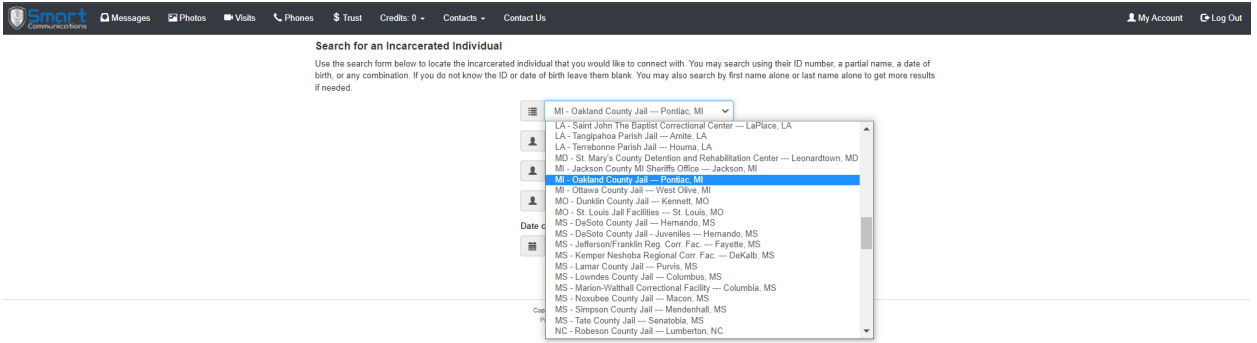 Smart Communications Messages Photos Visits Phones $ Trust Credits: 0 Contacts Contact Us My Account Log Out
Search for an Incarcerated Individual
Use the search form below to locate the incarcerated individual that you would like to connect with. You may search using their ID number, a partial name, a date of
birth, or any combination. If you do not know the ID or date of birth leave them blank. You may also search by first name alone or last name alone to get more results
if needed.
MI - Oakland County Jail --- Pontiac, MI
LA - Saint John The Baptist Correctional Center --- LaPlace, LA
LA - Tangipahoa Parish Jail --- Amite, LA
LA - Terrebonne Parish Jail --- Houma, LA
MD - St. Mary's County Detention and Rehabilitation Center --- Leonardtown, MD
MI - Jackson County MI Sheriffs Office --- Jackson, MI
MI - Oakland County Jail --- Pontiac, MI
MI - Ottawa County Jail --- West Olive, MI
MO - Dunklin County Jail --- Kennett, MO
MO - St. Louis Jail Facilities --- St. Louis, MO
MS - DeSoto County Jail --- Hernando, MS
MS - DeSoto County Jail - Juveniles --- Hernando, MS
Date o
MS - Jefferson/Franklin Reg. Corr. Fac. --- Fayette, MS
MS - Kemper Neshoba Regional Corr. Fac. --- DeKalb, MS
MS - Lamar County Jail --- Purvis, MS
MS - Lowndes County Jail --- Columbus, MS
MS - Marion-Walthall Correctional Facility --- Columbia, MS
MS - Noxubee County Jail --- Macon, MS
MS - Simpson County Jail --- Mendenhall, MS
MS - Tate County Jail --- Senatobia, MS
NC - Robeson County Jail --- Lumberton, NC